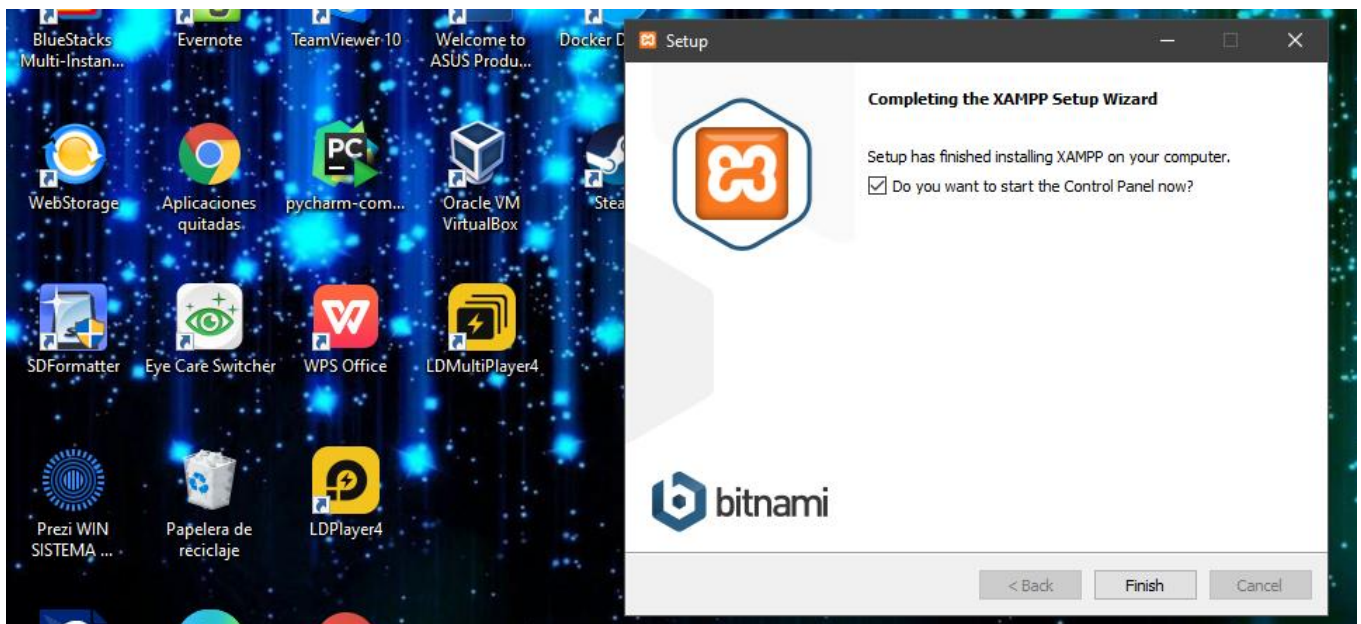 BlueStacks
Multi-Instan...
Evernote
TeamViewer 10
Welcome to
ASUS Produ...
Docker D
WebStorage
Aplicaciones
quitadas
PC
pycharm-com...
Oracle VM
VirtualBox
Stea
SDFormatter
Eye Care Switcher
W
WPS Office
LDMultiPlayer4
Prezi WIN
SISTEMA ...
Papelera de
reciclaje
LDPlayer4
Setup
Completing the XAMPP Setup Wizard
Setup has finished installing XAMPP on your computer.
Do you want to start the Control Panel now?
bitnami
< Back
Finish
Cancel